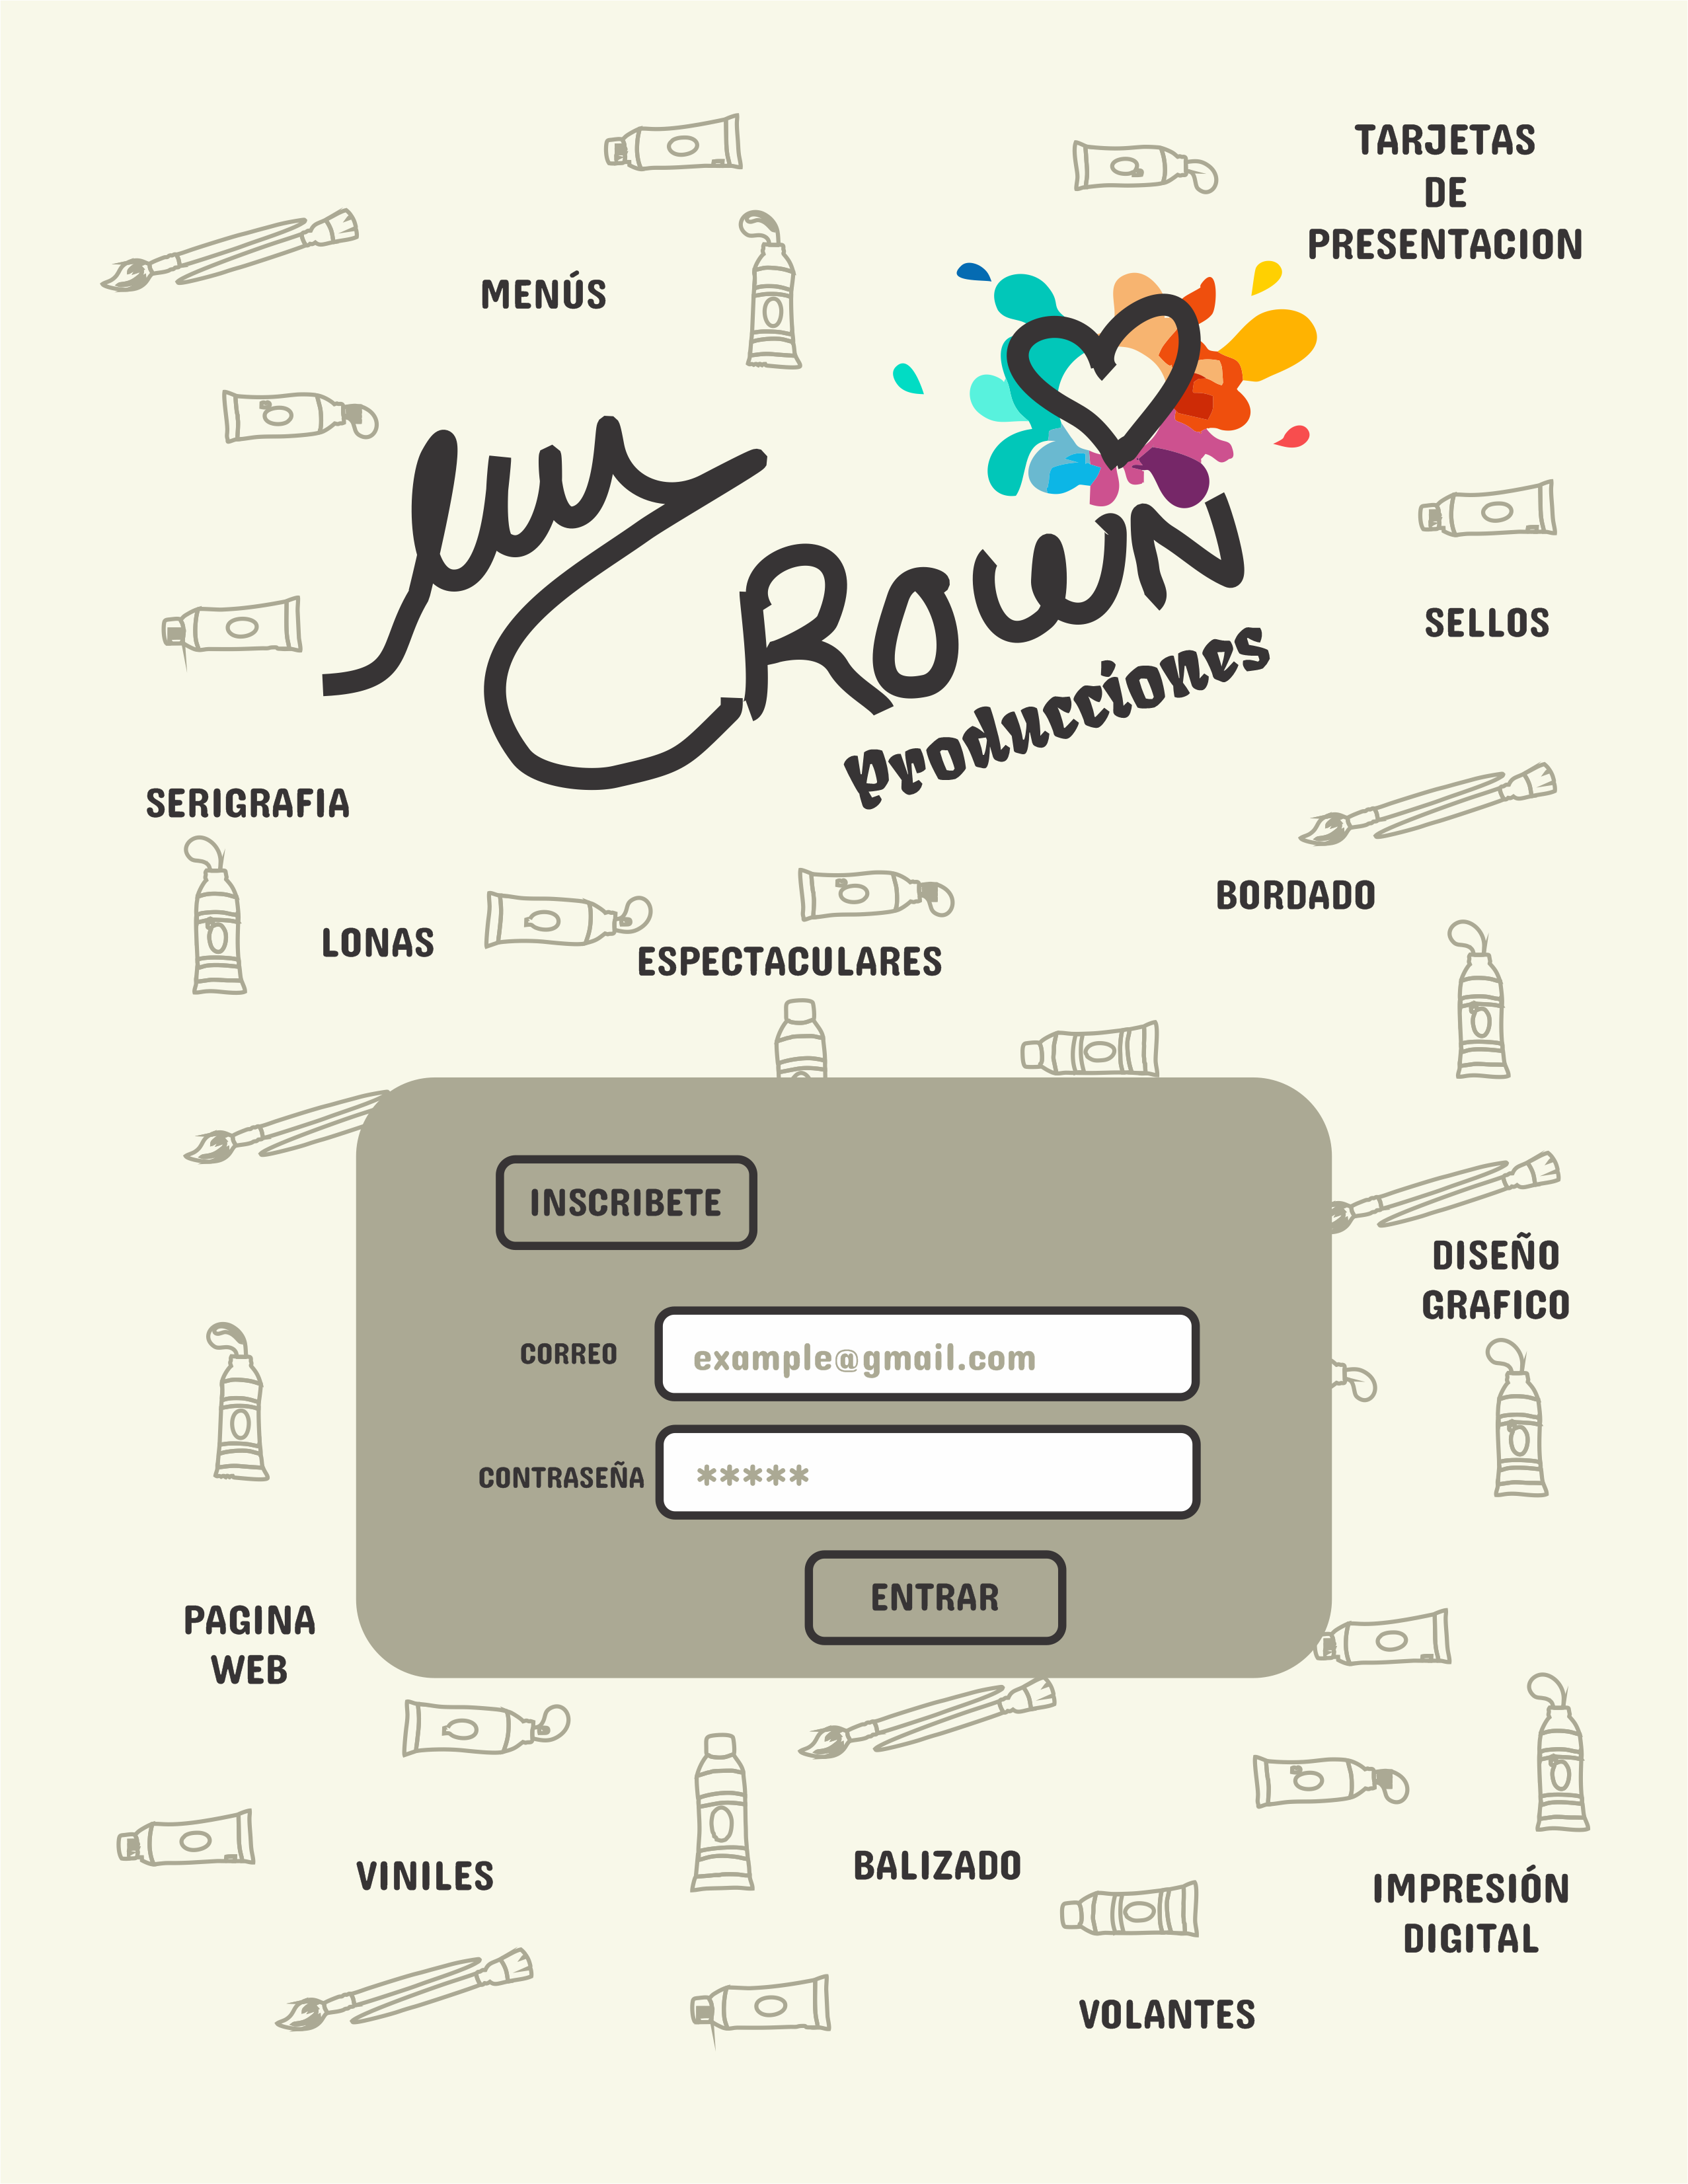 TARJETAS
DE
PRESENTACION
MENÚS
CROWN
producciones
SELLOS
SERIGRAFIA
BORDADO
LONAS
ESPECTACULARES
INSCRIBETE
DISEÑO
GRAFICO
CORREO
example@gmail.com
CONTRASEÑA
*****
ENTRAR
PAGINA
WEB
VINILES
BALIZADO
IMPRESIÓN
DIGITAL
VOLANTES